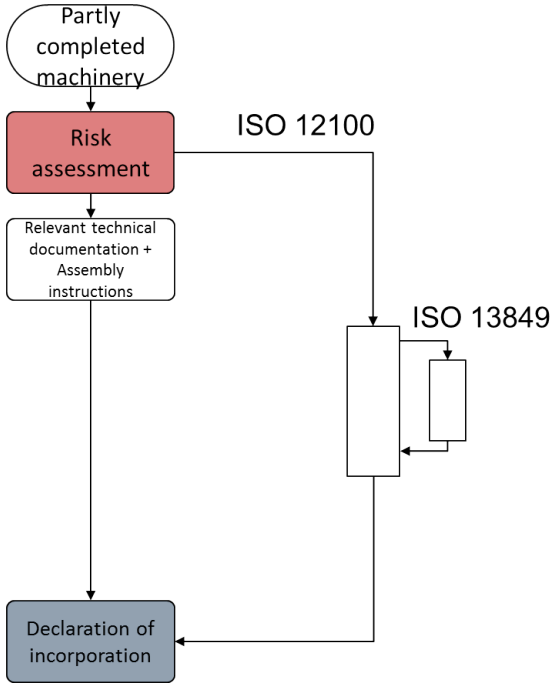 Partly
completed
machinery
ISO 12100
Risk
assessment
Relevant technical
documentation +
Assembly
instructions
ISO 13849
Declaration of
incorporation